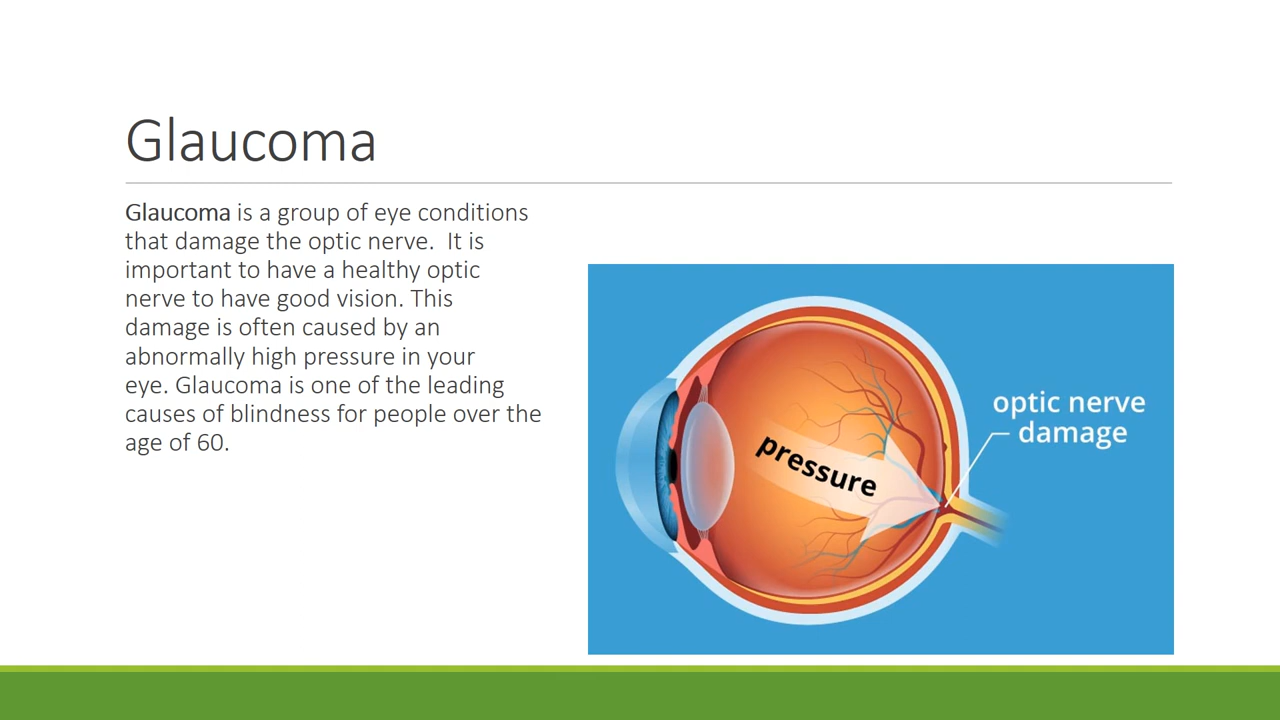 Glaucoma
Glaucoma is a group of eye conditions
that damage the optic nerve.  It is
important to have a healthy optic
nerve to have good vision. This
damage is often caused by an
abnormally high pressure in your
eye. Glaucoma is one of the leading
causes of blindness for people over the
age of 60.
pressure
optic nerve
damage